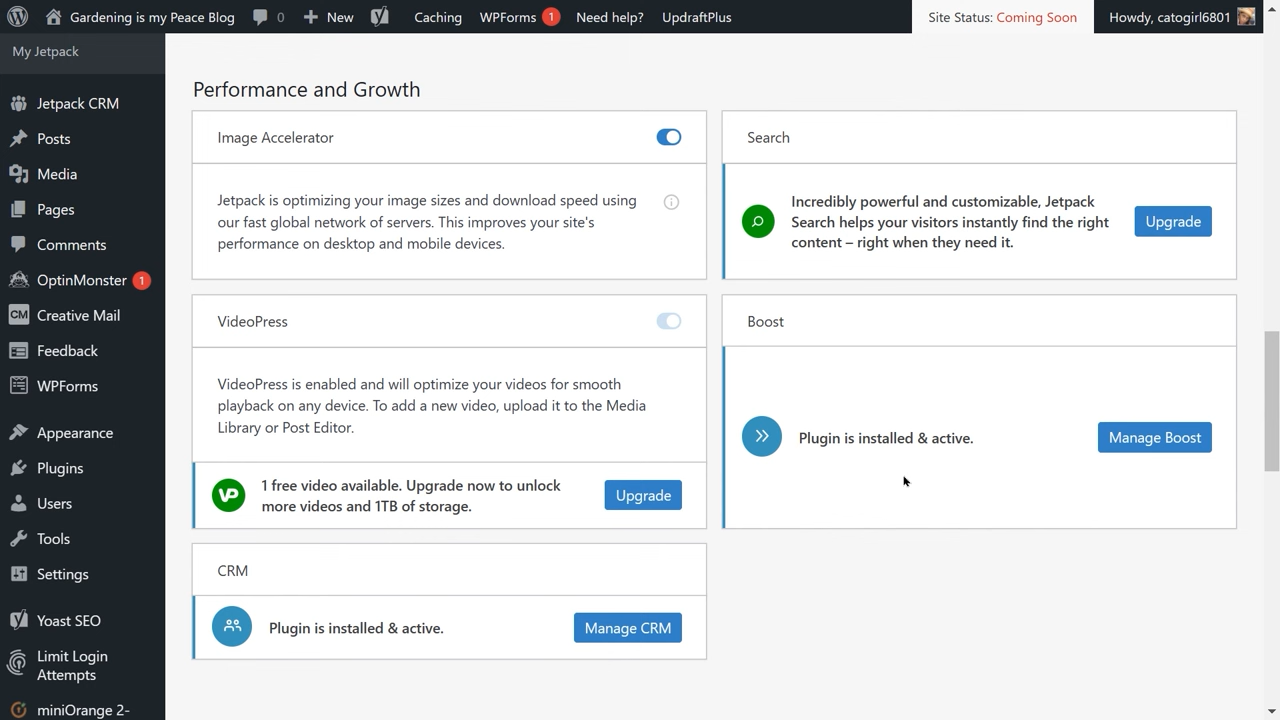 Gardening is my Peace Blog
0
New
Caching
WPForms 1
Need help?
UpdraftPlus
Site Status: Coming Soon
Howdy, catogirl6801
My Jetpack
Jetpack CRM
Posts
Media
Pages
Comments
OptinMonster 1
CM Creative Mail
Feedback
WPForms
Appearance
Plugins
Users
Tools
Settings
Yoast SEO
Limit Login
Attempts
miniOrange 2-
Performance and Growth
Image Accelerator
Jetpack is optimizing your image sizes and download speed using
our fast global network of servers. This improves your site's
performance on desktop and mobile devices.
Search
Incredibly powerful and customizable, Jetpack
Search helps your visitors instantly find the right
content – right when they need it.
Upgrade
VideoPress
VideoPress is enabled and will optimize your videos for smooth
playback on any device. To add a new video, upload it to the Media
Library or Post Editor.
VP
1 free video available. Upgrade now to unlock
more videos and 1TB of storage.
Upgrade
Boost
Plugin is installed & active.
Manage Boost
CRM
Plugin is installed & active.
Manage CRM